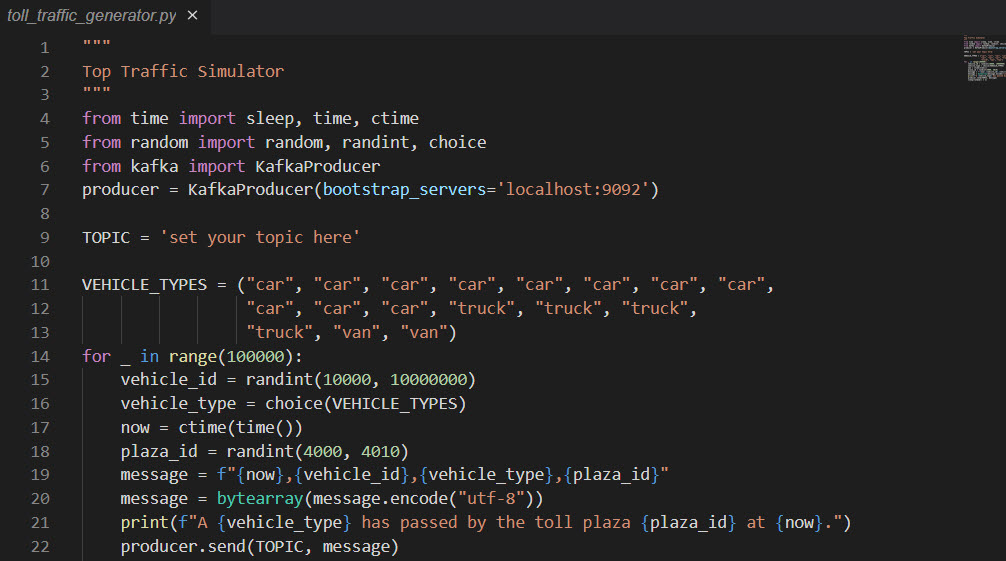 toll_traffic_generator.py ×
1 """
2 Top Traffic Simulator
3 """
4 from time import sleep, time, ctime
5 from random import random, randint, choice
6 from kafka import KafkaProducer
7 producer = KafkaProducer(bootstrap_servers='localhost:9092')
8
9 TOPIC = 'set your topic here'
10
11 VEHICLE_TYPES = ("car", "car", "car", "car", "car", "car", "car", "car",
12                  "car", "car", "car", "truck", "truck", "truck",
13                  "truck", "van", "van")
14 for _ in range(100000):
15     vehicle_id = randint(10000, 10000000)
16     vehicle_type = choice(VEHICLE_TYPES)
17     now = ctime(time())
18     plaza_id = randint(4000, 4010)
19     message = f"{now},{vehicle_id},{vehicle_type},{plaza_id}"
20     message = bytearray(message.encode("utf-8"))
21     print(f"A {vehicle_type} has passed by the toll plaza {plaza_id} at {now}.")
22     producer.send(TOPIC, message)